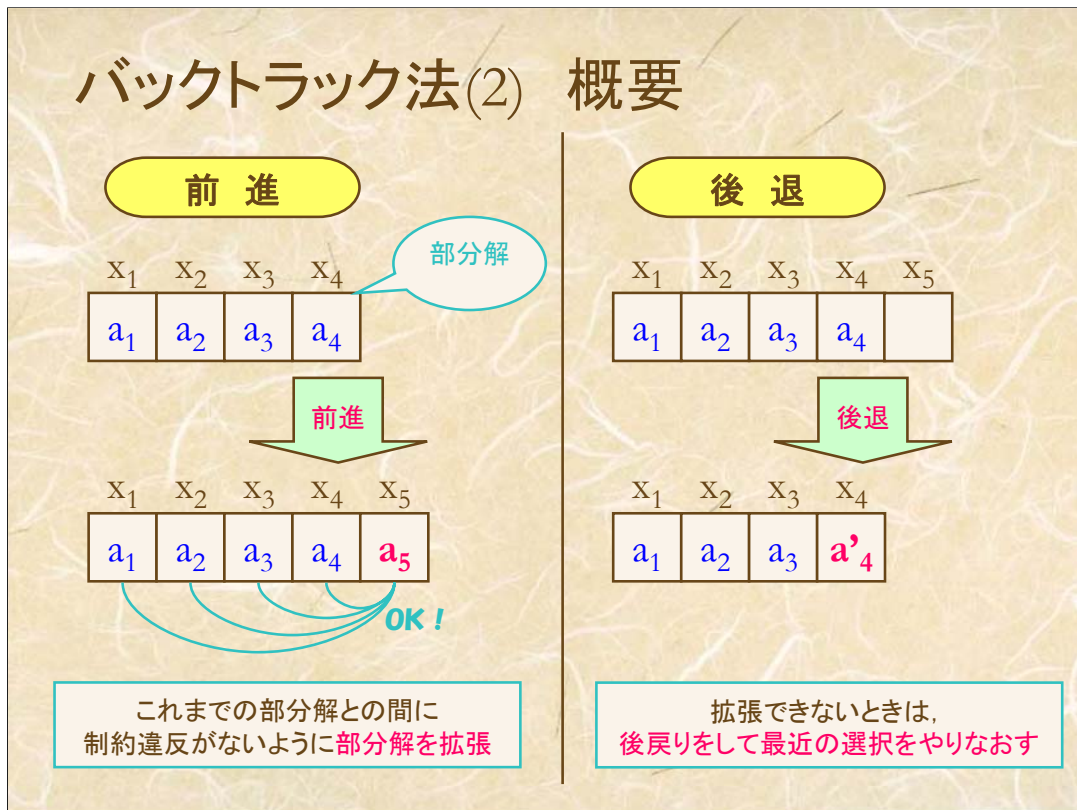 バックトラック法(2) 概要
前 進
部分解
x₁ x₂ x₃ x₄
a₁ a₂ a₃ a₄
前進
x₁ x₂ x₃ x₄ x₅
a₁ a₂ a₃ a₄ a₅
OK !
これまでの部分解との間に
制約違反がないように部分解を拡張
後 退
x₁ x₂ x₃ x₄ x₅
a₁ a₂ a₃ a₄
後退
x₁ x₂ x₃ x₄
a₁ a₂ a₃ a’₄
拡張できないときは,
後戻りをして最近の選択をやりなおす